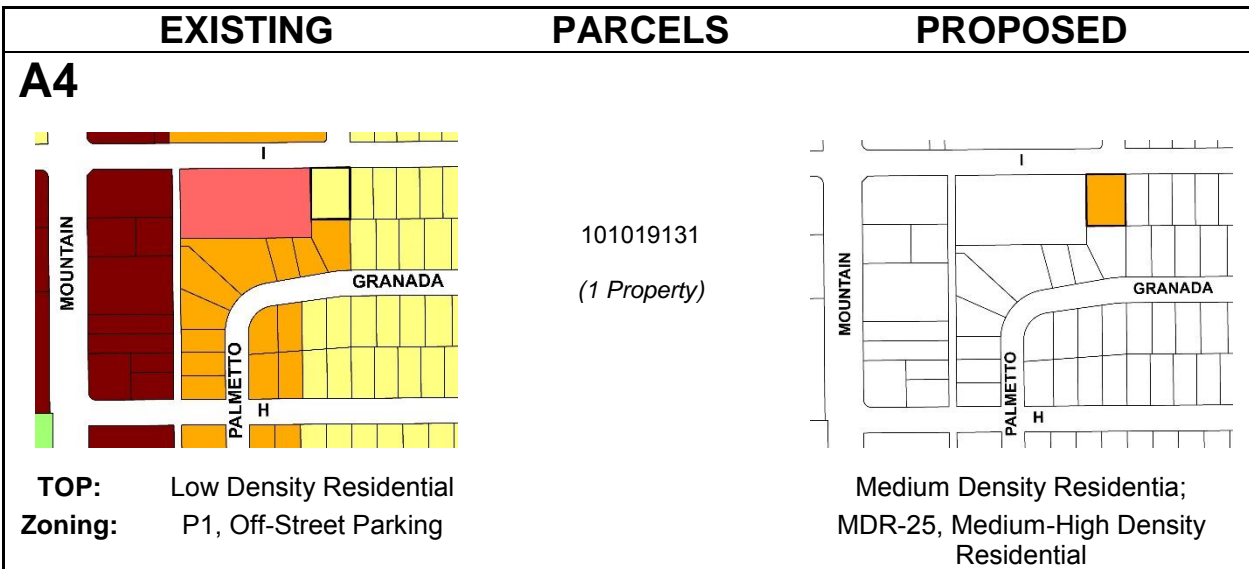 EXISTING PARCELS PROPOSED
A4
I
MOUNTAIN
GRANADA
PALMETTO
H
101019131
(1 Property)
I
MOUNTAIN
GRANADA
PALMETTO
H
TOP: Low Density Residential
Zoning: P1, Off-Street Parking
Medium Density Residentia;
MDR-25, Medium-High Density
Residential